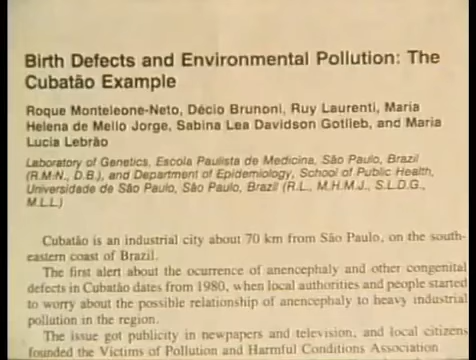 Birth Defects and Environmental Pollution: The
Cubatão Example
Roque Monteleone-Neto, Décio Brunoni, Ruy Laurenti, Maria
Helena de Mello Jorge, Sabina Lea Davidson Gotlieb, and Maria
Lucia Lebrão
Laboratory of Genetics, Escola Paulista de Medicina, São Paulo, Brazil
(R.M-N., D.B.), and Department of Epidemiology, School of Public Health,
Universidade de São Paulo, São Paulo, Brazil (R.L., M.H.M.J., S.L.D.G.,
M.L.L.)
Cubatão is an industrial city about 70 km from São Paulo, on the south-
eastern coast of Brazil.
The first alert about the ocurrence of anencephaly and other congenital
defects in Cubatão dates from 1980, when local authorities and people started
to worry about the possible relationship of anencephaly to heavy industrial
pollution in the region.
The issue got publicity in newpapers and television, and local citizens
founded the Victims of Pollution and Harmful Conditions Association